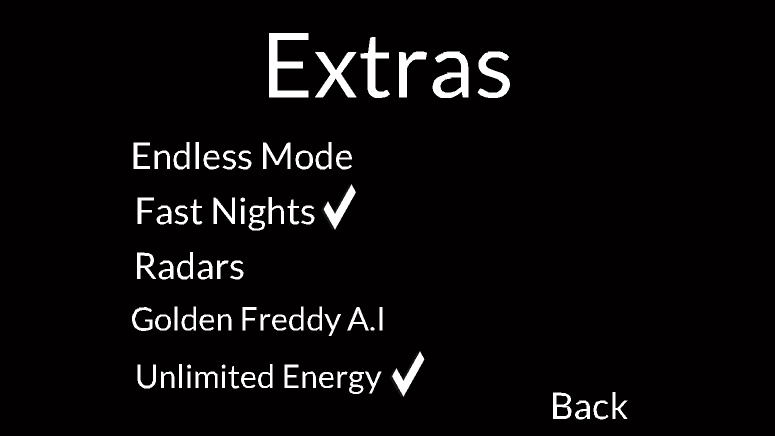 Extras
Endless Mode
Fast Nights
Radars
Golden Freddy A.I
Unlimited Energy
Back